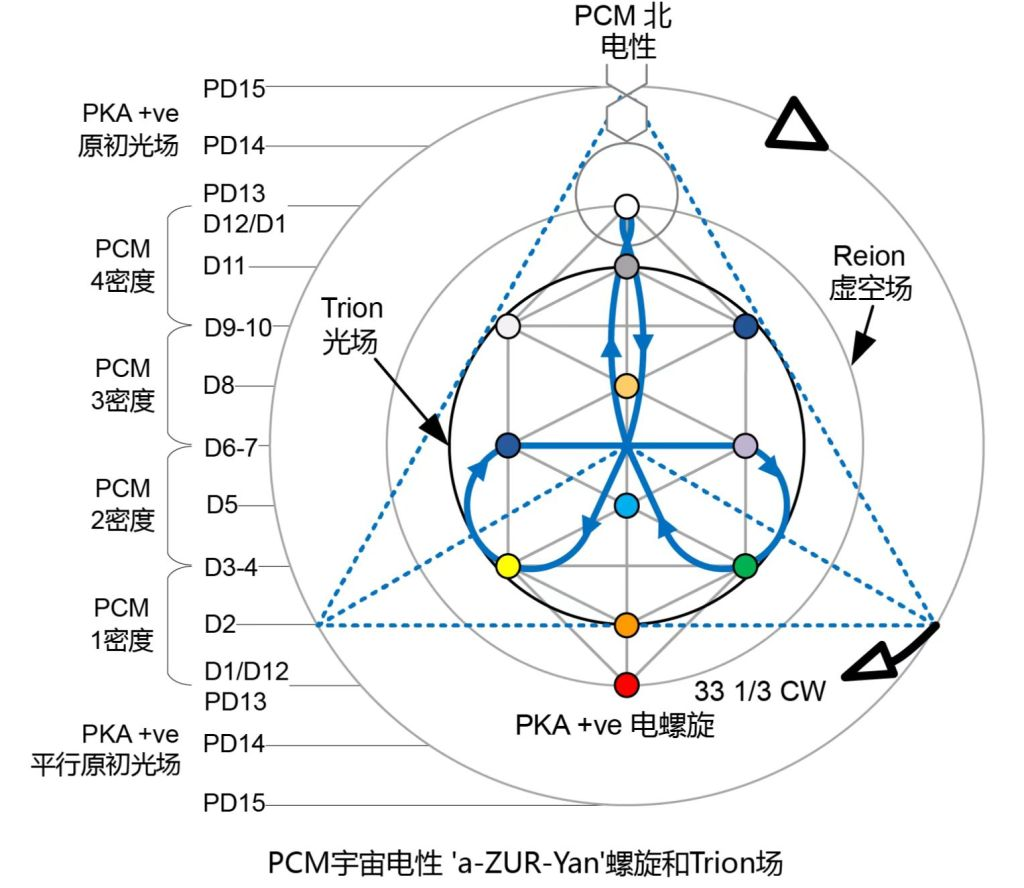 PCM 北
电性
PD15
PKA +ve
原初光场
PD14
PD13
D12/D1
PCM
4密度
D11
Reion
虚空场
Trion
光场
D9-10
PCM
3密度
D8
D6-7
PCM
2密度
D5
D3-4
PCM
1密度
D2
D1/D12
PD13
33 1/3 CW
PKA +ve 电螺旋
PKA +ve
平行原初光场
PD14
PD15
PCM宇宙电性 'a-ZUR-Yan'螺旋和Trion场